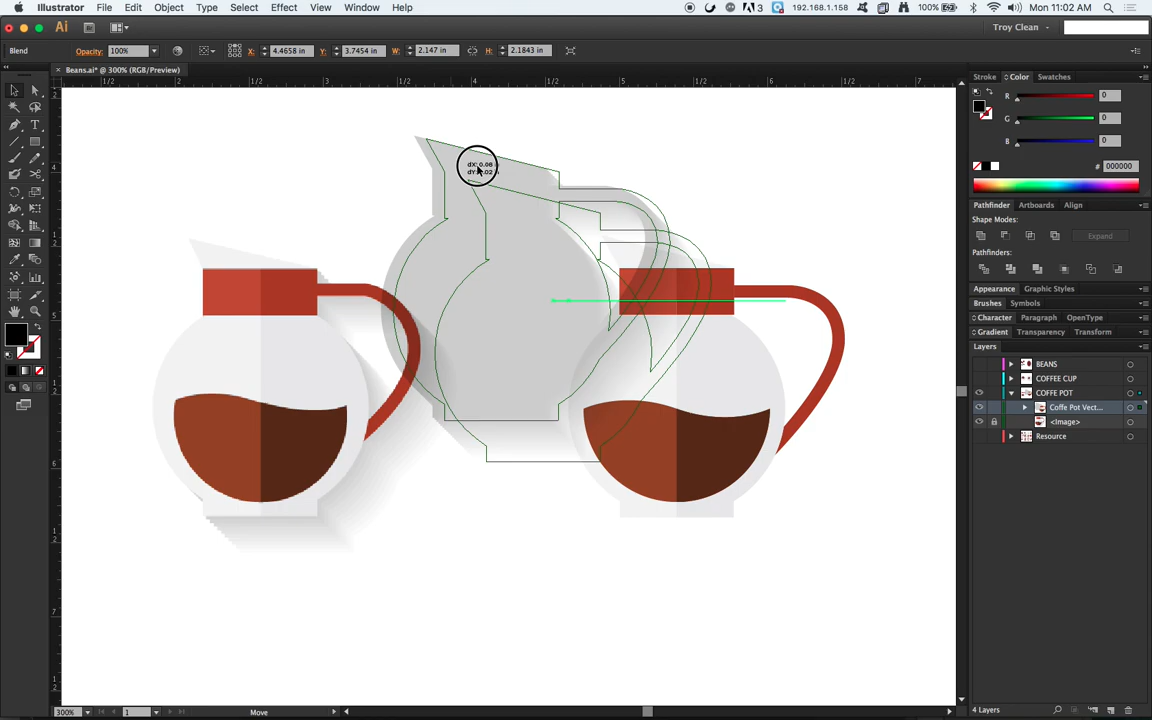 Illustrator File Edit Object Type Select Effect View Window Help
192.168.1.158 100% Mon 11:02 AM
Ai Troy Clean
Blend Opacity: 100% X: 4.4658 in Y: 3.7454 in W: 2.147 in H: 2.1843 in
Beans.ai* @ 300% (RGB/Preview)
Stroke Color Swatches
R 0
G 0
B 0
# 000000
Pathfinder Artboards Align
Shape Modes:
Expand
Pathfinders:
Appearance Graphic Styles
Brushes Symbols
Character Paragraph OpenType
Gradient Transparency Transform
Layers
BEANS
COFFEE CUP
COFFE POT
Coffe Pot Vect...
<Image>
Resource
4 Layers
300% 1 Move